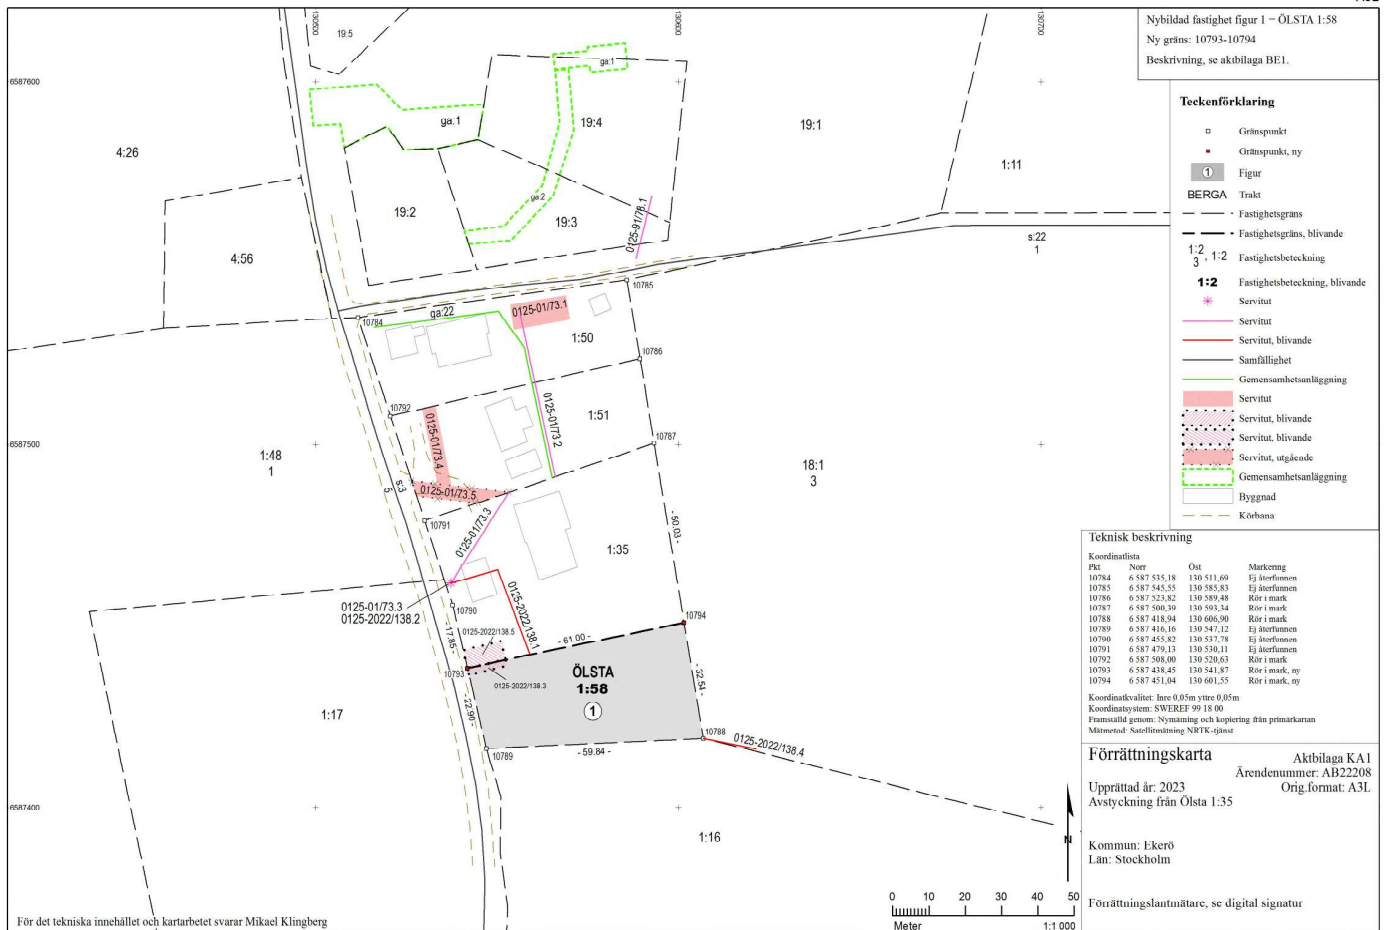 Nybildad fastighet figur 1 – ÖLSTA 1:58
Ny gräns: 10793-10794
Beskrivning, se aktbilaga BE1.
Teckenförklaring
Gränspunkt
Gränspunkt, ny
1 Figur
BERGA Trakt
Fastighetsgräns
Fastighetsgräns, blivande
1:2 3 , 1:2 Fastighetsbeteckning
1:2 Fastighetsbeteckning, blivande
Servitut
Servitut
Servitut, blivande
Samfällighet
Gemensamhetsanläggning
Servitut
Servitut, blivande
Servitut, blivande
Servitut, utgående
Gemensamhetsanläggning
Byggnad
Körbana
130500
130600
130700
6587600
6587500
6587400
19:5
ga:1
ga:1
19:4
19:1
4:26
1:11
ga:2
19:2
19:3
0125-91/78.1
4:56
s:22
1
10785
ga:22
0125-01/73.1
10784
1:50
10786
10792
0125-01/73.4
0125-01/73.2
1:51
10787
1:48
1
18:1
3
s:3
5
0125-01/73.5
10791
0125-01/73.3
- 50.03 -
1:35
0125-01/73.3
0125-2022/138.2
10790
0125-2022/138.1
10794
- 17.85 -
0125-2022/138.5
- 61.00 -
10793
0125-2022/138.3
ÖLSTA
1:58
1
- 32.54 -
- 22.90 -
1:17
10788
0125-2022/138.4
10789
- 59.84 -
1:16
Teknisk beskrivning
Koordinatlista
Pkt Norr Öst Markering
10784 6 587 535,18 130 511,69 Ej återfunnen
10785 6 587 545,55 130 585,83 Ej återfunnen
10786 6 587 523,82 130 589,48 Rör i mark
10787 6 587 500,39 130 593,34 Rör i mark
10788 6 587 418,94 130 606,90 Rör i mark
10789 6 587 416,16 130 547,12 Ej återfunnen
10790 6 587 455,82 130 537,78 Ej återfunnen
10791 6 587 479,13 130 530,11 Ej återfunnen
10792 6 587 508,00 130 520,63 Rör i mark
10793 6 587 438,45 130 541,87 Rör i mark, ny
10794 6 587 451,04 130 601,55 Rör i mark, ny
Koordinatkvalitet: Inre 0,05m yttre 0,05m
Koordinatsystem: SWEREF 99 18 00
Framställd genom: Nymätning och kopiering från primärkartan
Mätmetod: Satellitmätning NRTK-tjänst
Förrättningskarta
Aktbilaga KA1
Ärendenummer: AB22208
Upprättad år: 2023 Orig.format: A3L
Avstyckning från Ölsta 1:35
Kommun: Ekerö
Län: Stockholm
Förrättningslantmätare, se digital signatur
N
0 10 20 30 40 50
Meter 1:1 000
För det tekniska innehållet och kartarbetet svarar Mikael Klingberg